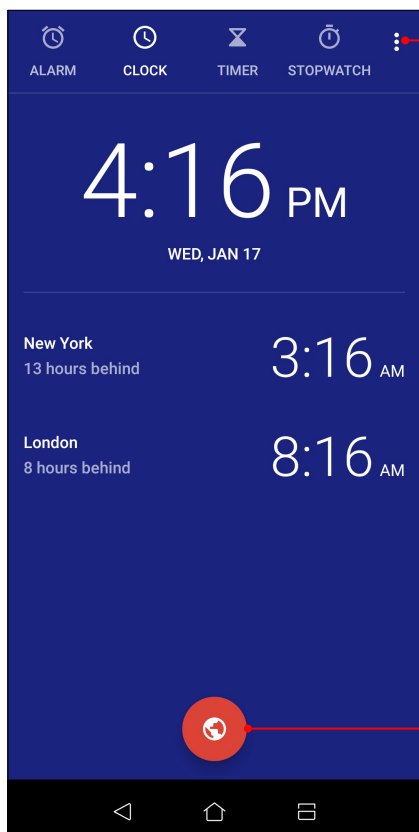 ALARM CLOCK TIMER STOPWATCH
4:16 PM
WED, JAN 17
New York
13 hours behind
3:16 AM
London
8 hours behind
8:16 AM